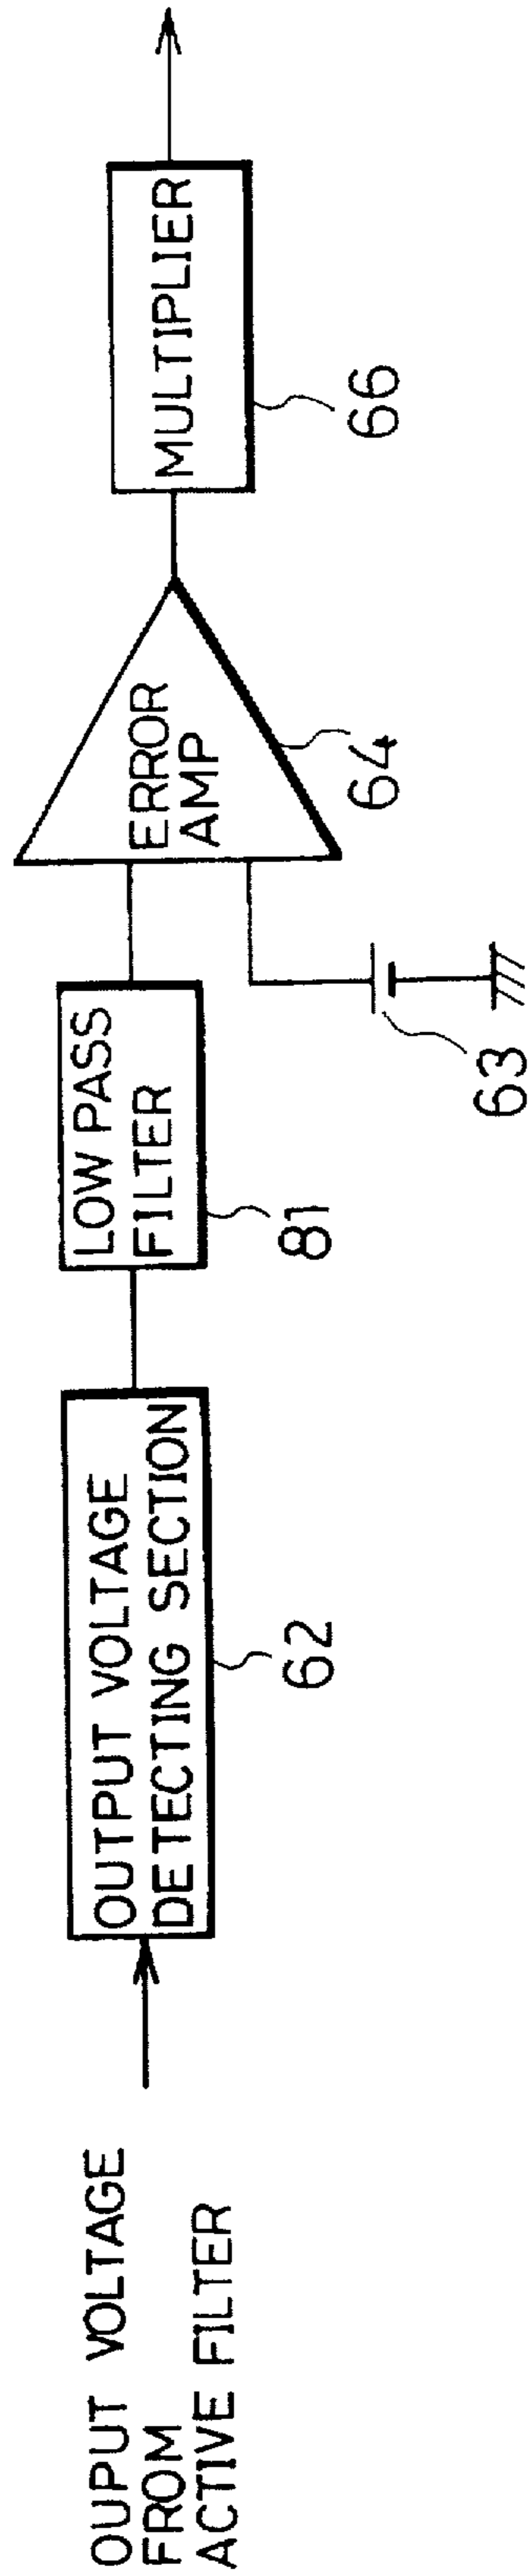 OUPUT VOLTAGE
FROM
ACTIVE FILTER
OUTPUT VOLTAGE
DETECTING SECTION
62
LOW PASS
FILTER
81
63
ERROR
AMP
64
MULTIPLIER
66